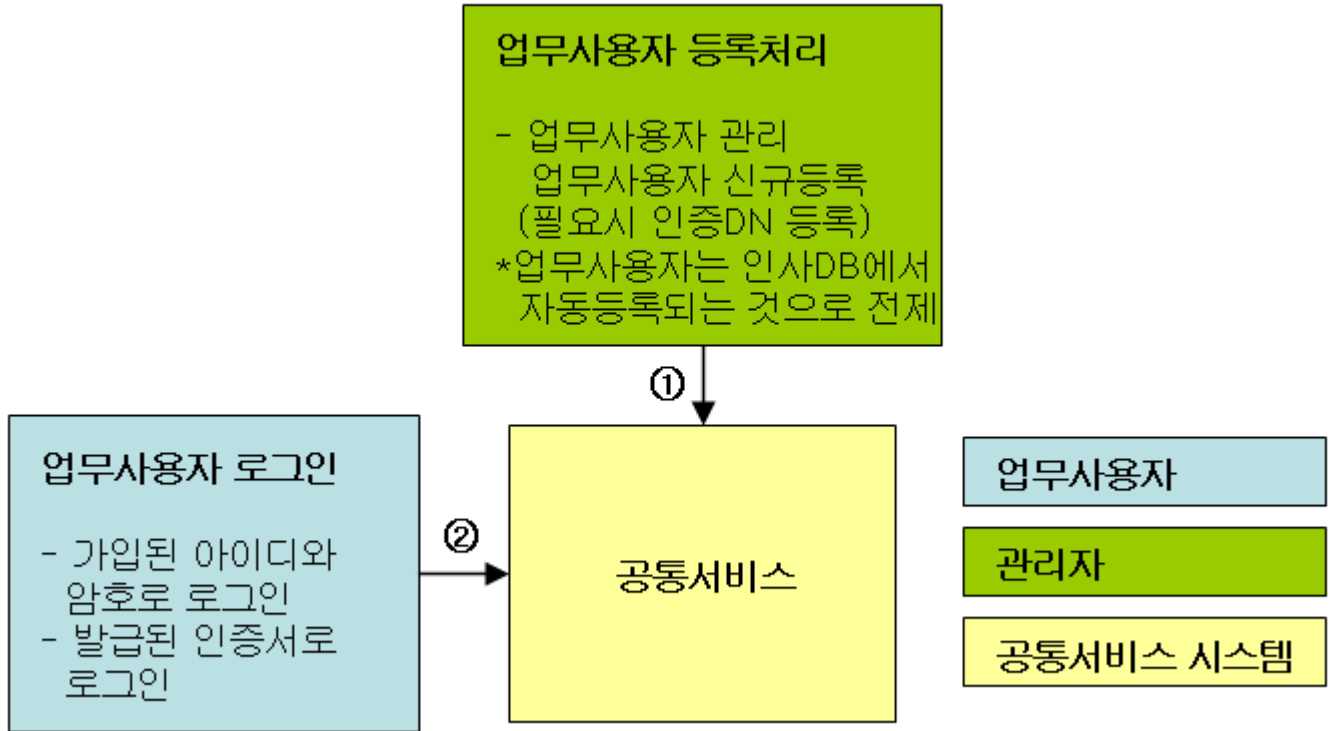 업무사용자 등록처리
- 업무사용자 관리
업무사용자 신규등록
(필요시 인증DN 등록)
*업무사용자는 인사DB에서
자동등록되는 것으로 전제
①
업무사용자 로그인
- 가입된 아이디와
암호로 로그인
- 발급된 인증서로
로그인
②
공통서비스
업무사용자
관리자
공통서비스 시스템